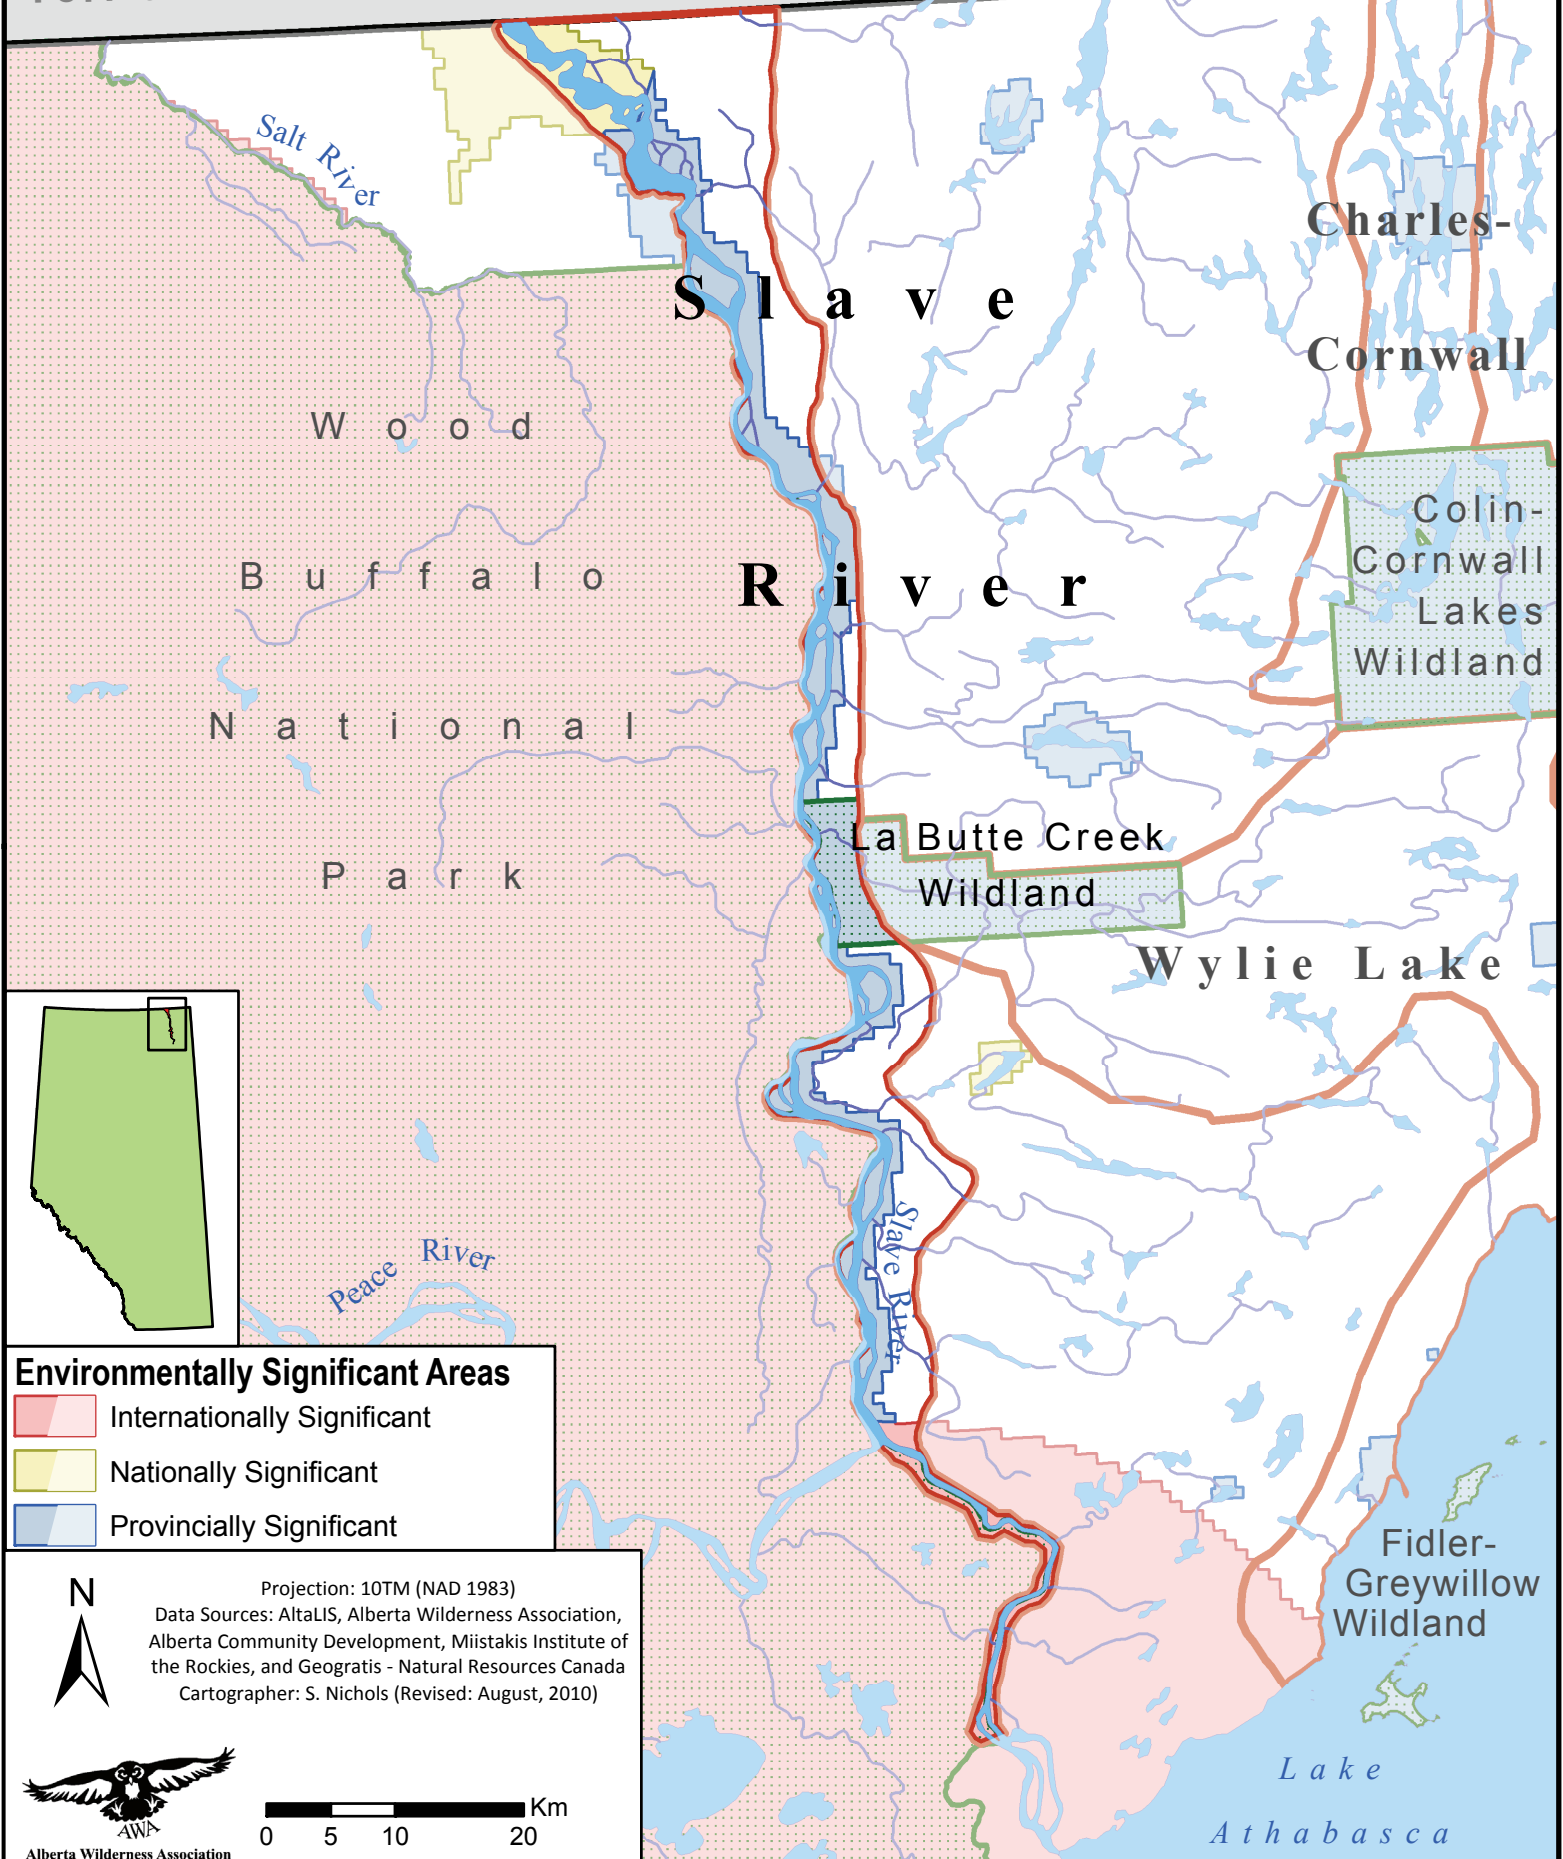 Salt River
Charles-
Cornwall
Slave
River
Wood
Buffalo
National
Park
Colin-
Cornwall
Lakes
Wildland
La Butte Creek
Wildland
Wylie Lake
Slave River
Peace River
Environmentally Significant Areas
Internationally Significant
Nationally Significant
Provincially Significant
Fidler-
Greywillow
Wildland
Lake
Athabasca
N
Projection: 10TM (NAD 1983)
Data Sources: AltaLIS, Alberta Wilderness Association,
Alberta Community Development, Miistakis Institute of
the Rockies, and Geogratis - Natural Resources Canada
Cartographer: S. Nichols (Revised: August, 2010)
AWA
Alberta Wilderness Association
Km
0 5 10 20